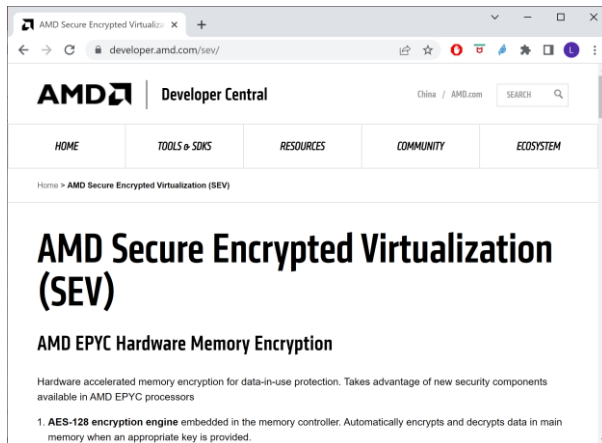 AMD Secure Encrypted Virtualiza
developer.amd.com/sev/
L
AMD Developer Central
China / AMD.com
SEARCH
HOME TOOLS & SDKS RESOURCES COMMUNITY ECOSYSTEM
Home > AMD Secure Encrypted Virtualization (SEV)
AMD Secure Encrypted Virtualization
(SEV)
AMD EPYC Hardware Memory Encryption
Hardware accelerated memory encryption for data-in-use protection. Takes advantage of new security components
available in AMD EPYC processors
1. AES-128 encryption engine embedded in the memory controller. Automatically encrypts and decrypts data in main
memory when an appropriate key is provided.